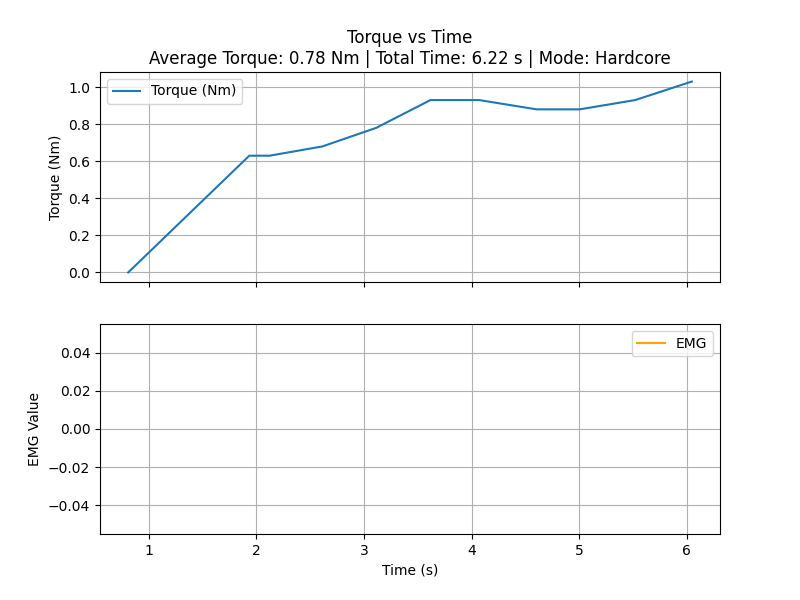 Torque vs Time
Average Torque: 0.78 Nm | Total Time: 6.22 s | Mode: Hardcore
Torque (Nm)
Torque (Nm)
1.0
0.8
0.6
0.4
0.2
0.0
EMG
EMG Value
0.04
0.02
0.00
−0.02
−0.04
1 2 3 4 5 6
Time (s)